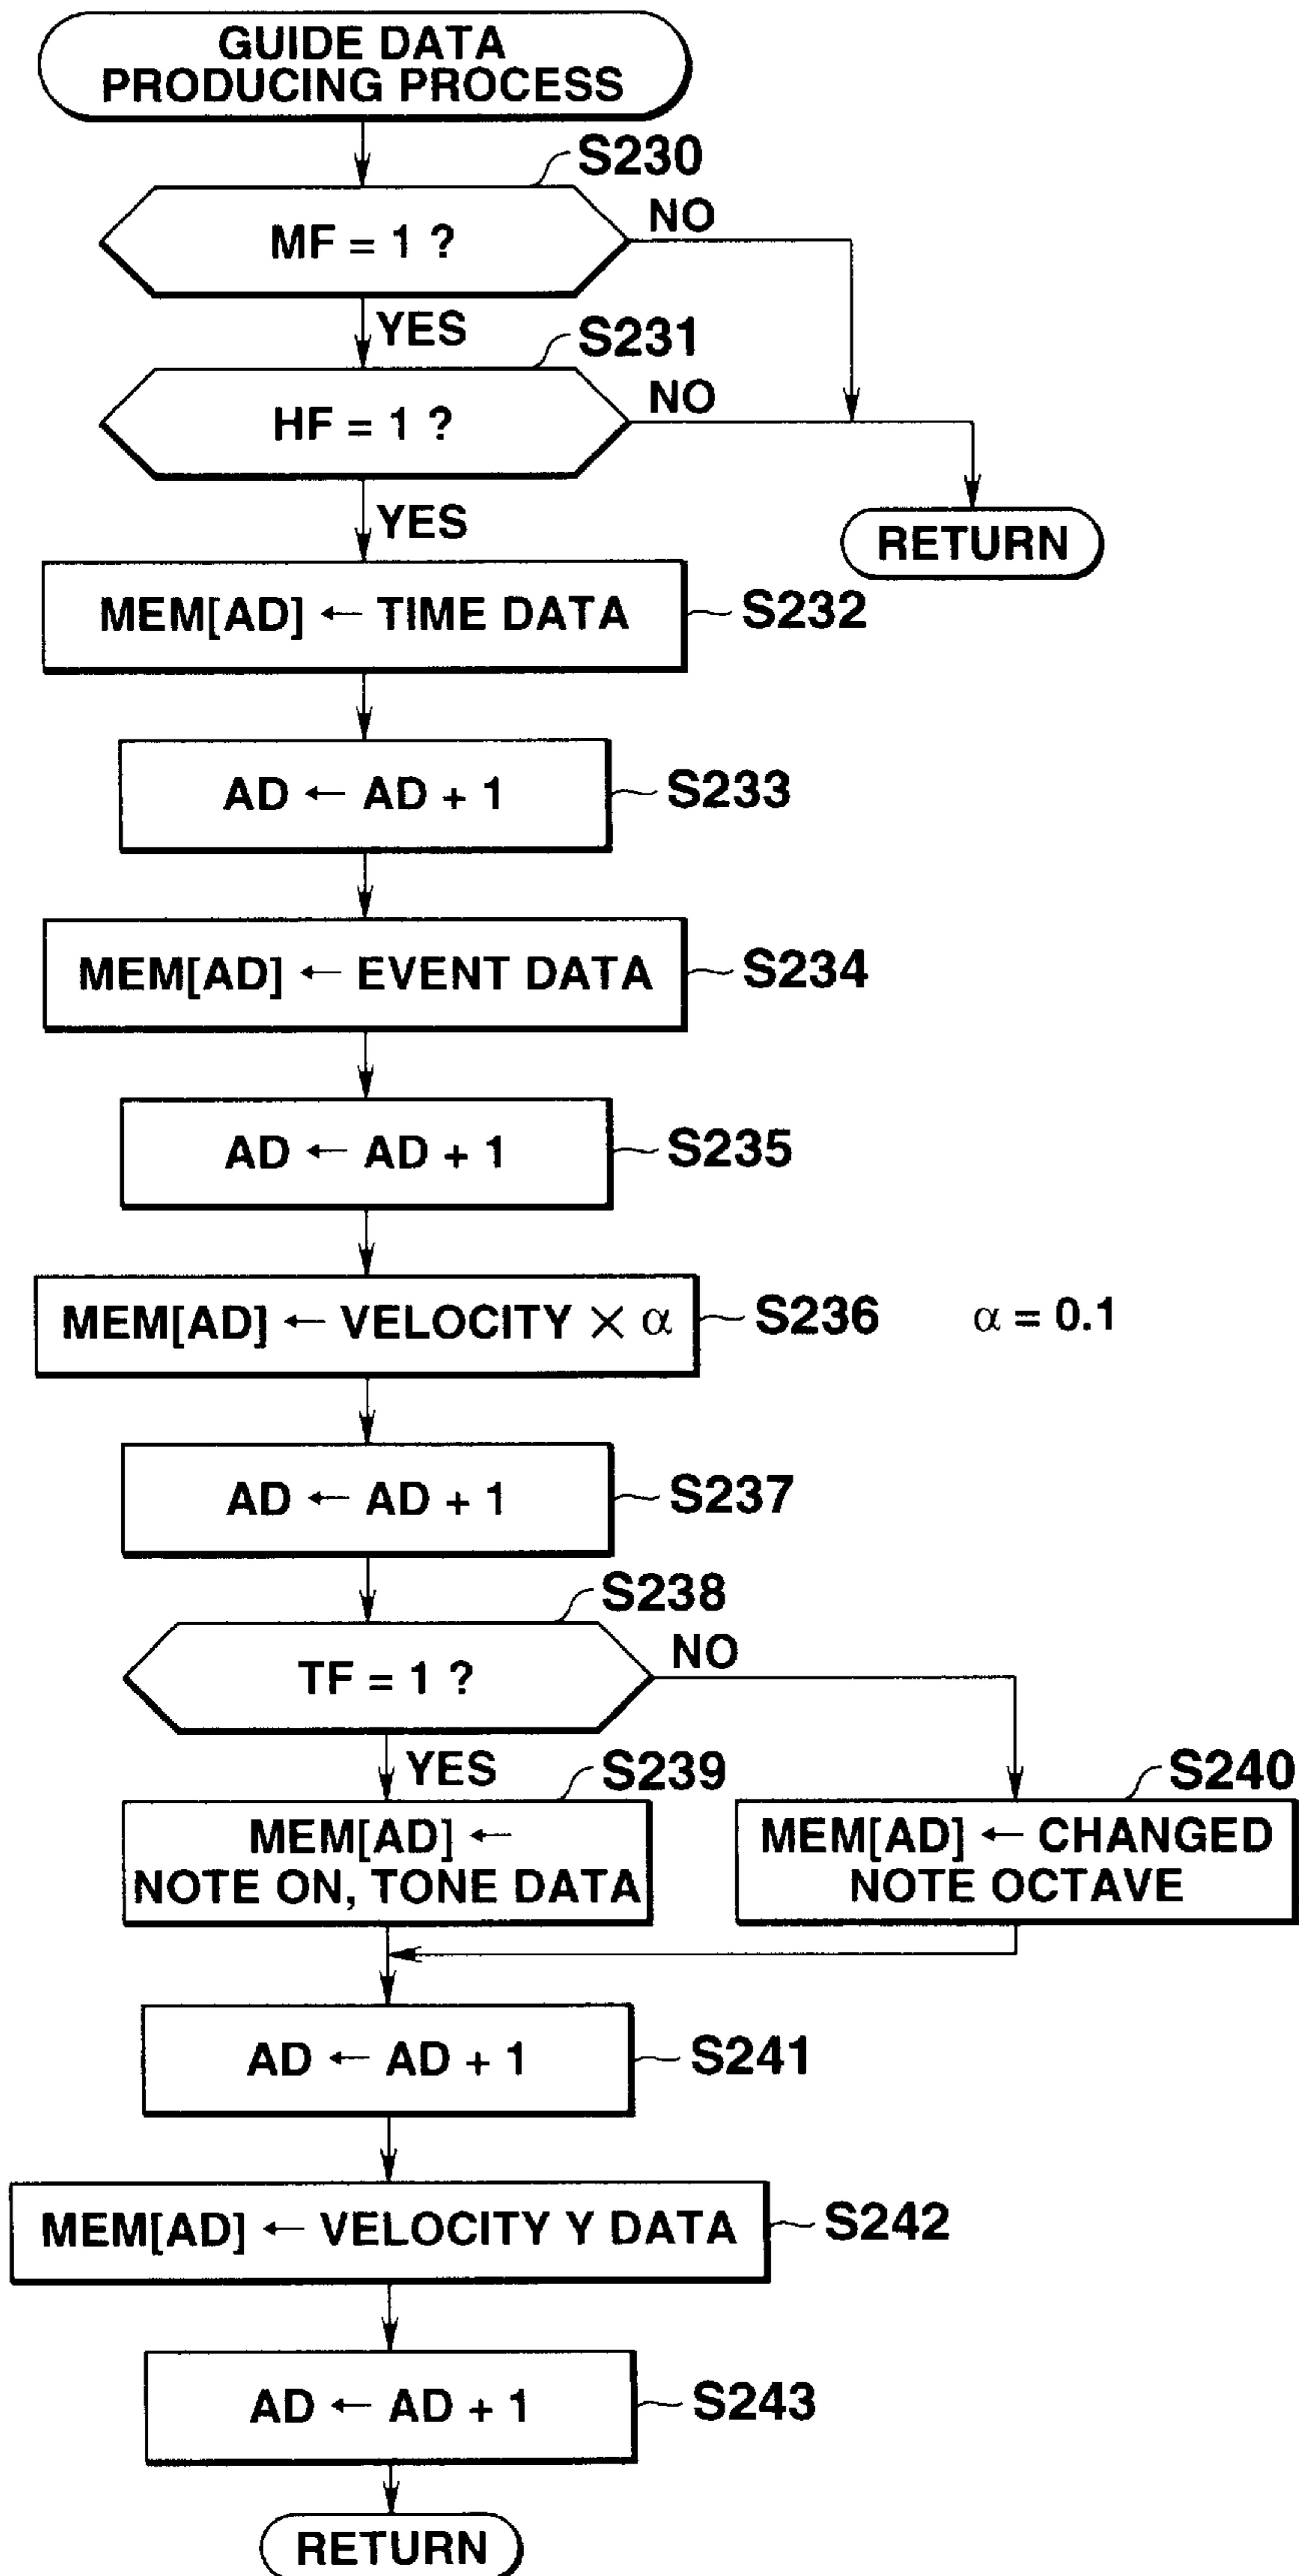 GUIDE DATA
PRODUCING PROCESS
S230
MF = 1 ?
NO
YES
S231
HF = 1 ?
NO
YES
RETURN
MEM[AD] ← TIME DATA
S232
AD ← AD + 1
S233
MEM[AD] ← EVENT DATA
S234
AD ← AD + 1
S235
MEM[AD] ← VELOCITY × α
S236
α = 0.1
AD ← AD + 1
S237
S238
TF = 1 ?
NO
YES
S239
MEM[AD] ←
NOTE ON, TONE DATA
S240
MEM[AD] ← CHANGED
NOTE OCTAVE
AD ← AD + 1
S241
MEM[AD] ← VELOCITY Y DATA
S242
AD ← AD + 1
S243
RETURN